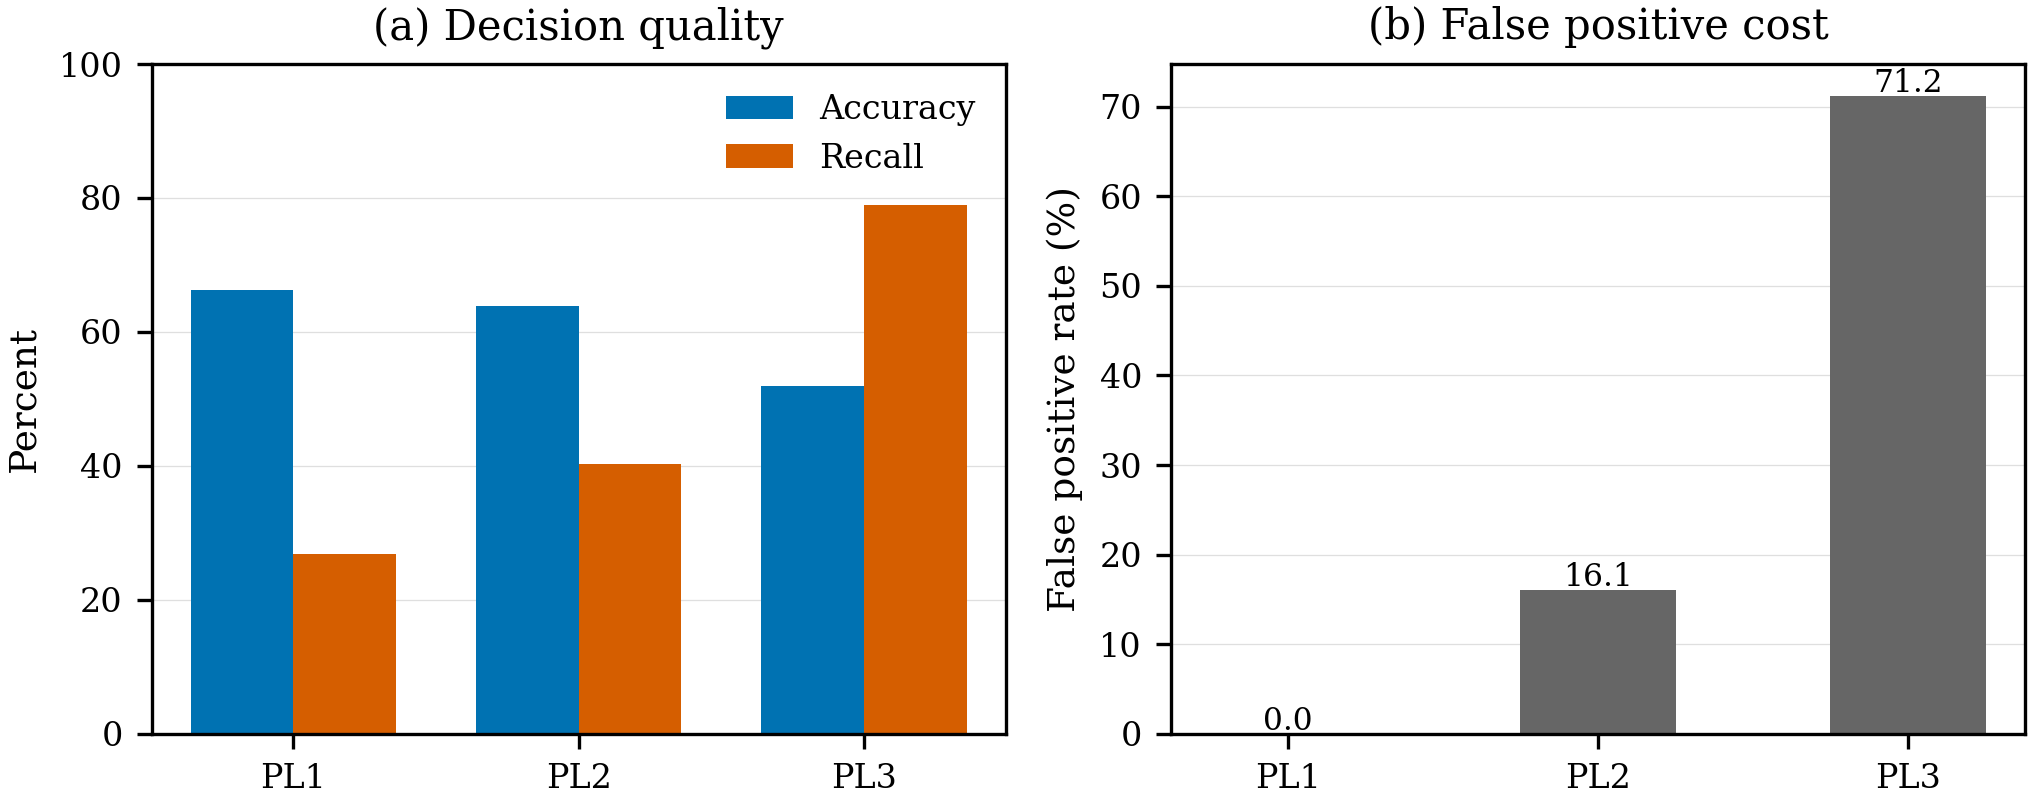 (a) Decision quality
Percent
100
80
60
40
20
0
Accuracy
Recall
PL1 PL2 PL3
(b) False positive cost
False positive rate (%)
70
60
50
40
30
20
10
0
0.0
16.1
71.2
PL1 PL2 PL3